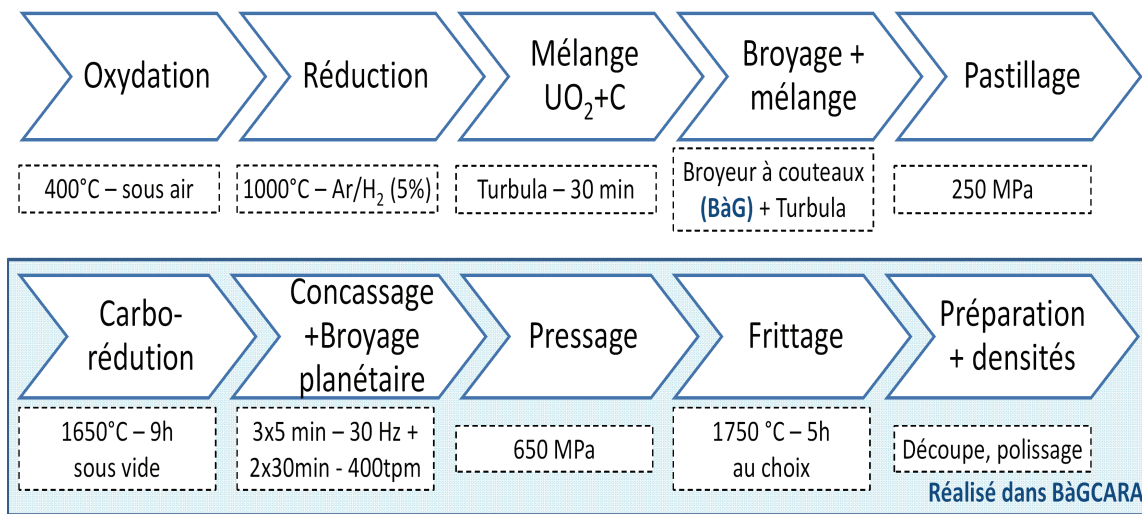 Oxydation
Réduction
Mélange
UO₂+C
Broyage +
mélange
Pastillage
400°C – sous air
1000°C – Ar/H₂ (5%)
Turbula – 30 min
Broyeur à couteaux
(BàG) + Turbula
250 MPa
Carbo-
rédution
Concassage
+Broyage
planétaire
Pressage
Frittage
Préparation
+ densités
1650°C – 9h
sous vide
3x5 min – 30 Hz +
2x30min - 400tpm
650 MPa
1750 °C – 5h
au choix
Découpe, polissage
Réalisé dans BàGCARA